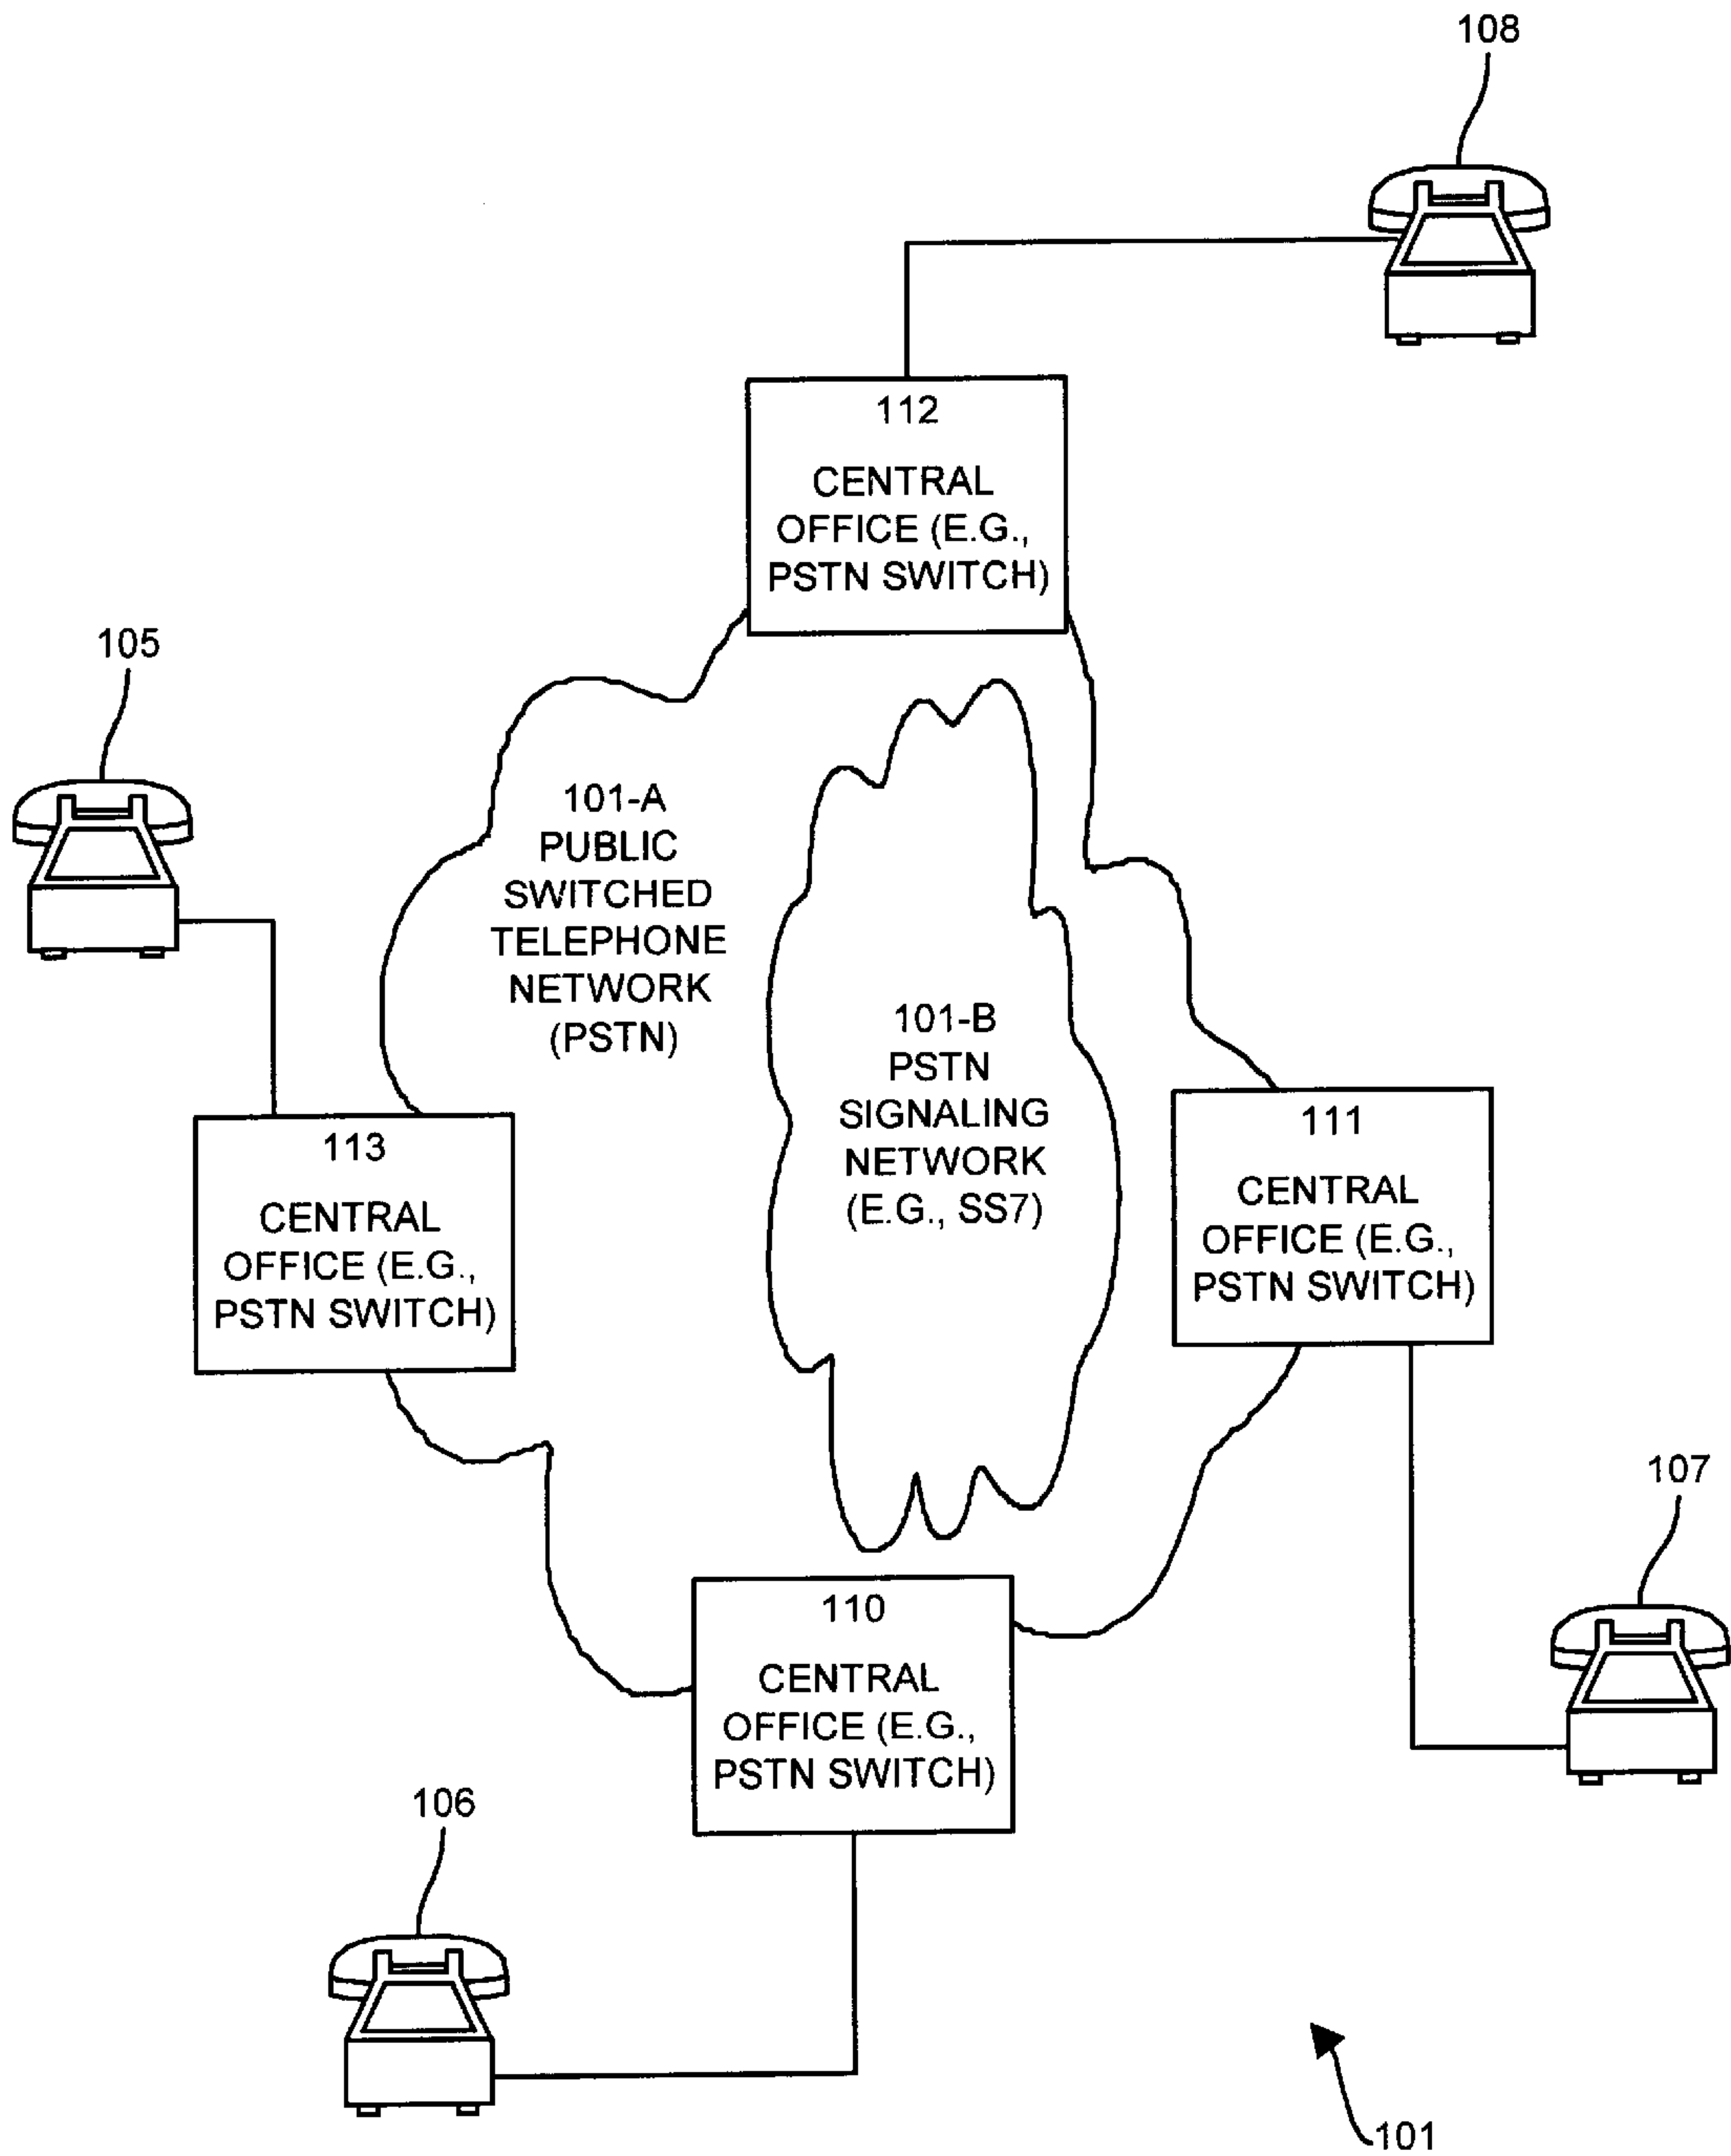 108
112
CENTRAL
OFFICE (E.G.,
PSTN SWITCH)
105
101-A
PUBLIC
SWITCHED
TELEPHONE
NETWORK
(PSTN)
101-B
PSTN
SIGNALING
NETWORK
(E.G., SS7)
113
CENTRAL
OFFICE (E.G.,
PSTN SWITCH)
111
CENTRAL
OFFICE (E.G.,
PSTN SWITCH)
107
110
CENTRAL
OFFICE (E.G.,
PSTN SWITCH)
106
101